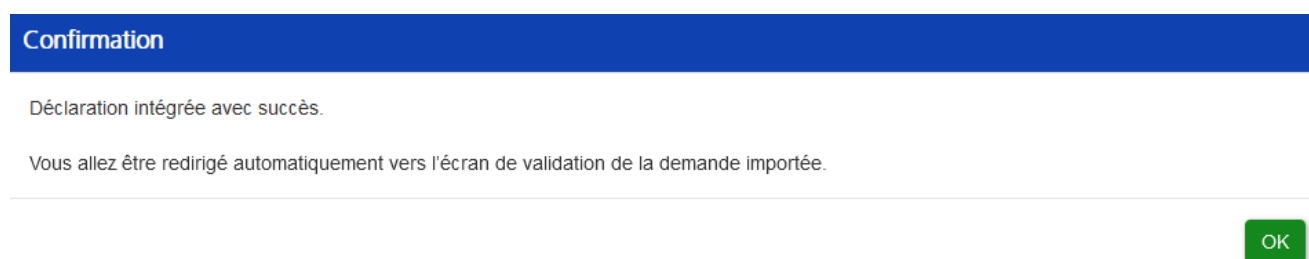 Confirmation
Déclaration intégrée avec succès.
Vous allez être redirigé automatiquement vers l'écran de validation de la demande importée.
OK